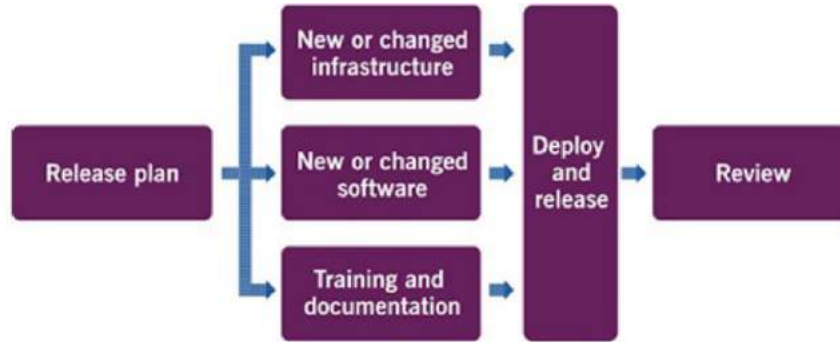 Release plan
New or changed
infrastructure
New or changed
software
Training and
documentation
Deploy
and
release
Review